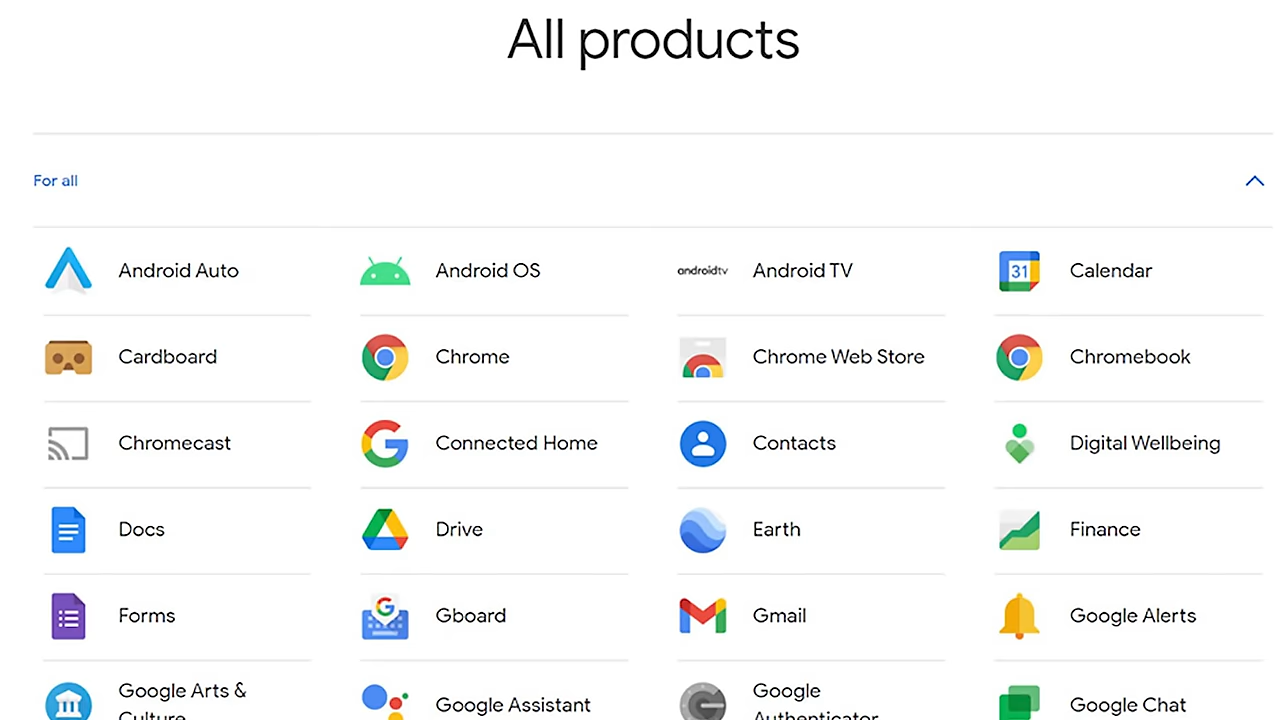 All products
For all
Android Auto
Android OS
androidtv
Android TV
31
Calendar
Cardboard
Chrome
Chrome Web Store
Chromebook
Chromecast
Connected Home
Contacts
Digital Wellbeing
Docs
Drive
Earth
Finance
Forms
G
Gboard
Gmail
Google Alerts
Google Arts &
Culture
Google Assistant
Google
Authenticator
Google Chat